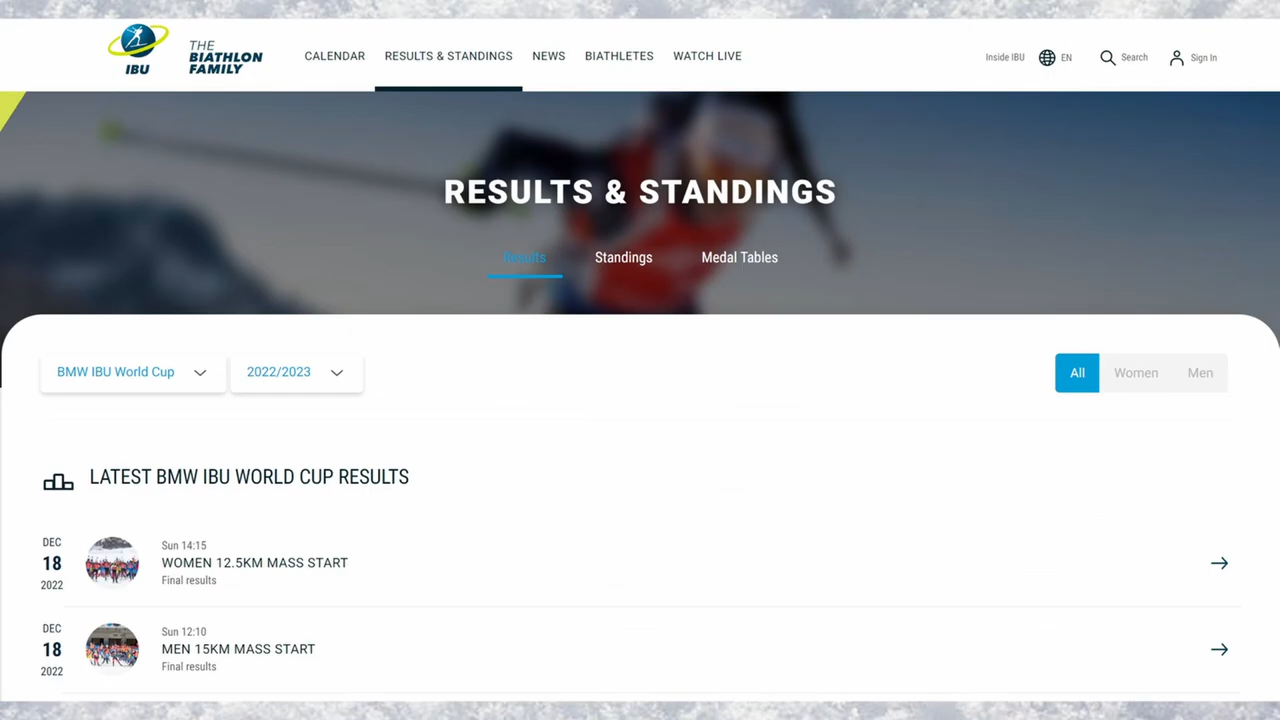 IBU
THE
BIATHLON
FAMILY
CALENDAR
RESULTS & STANDINGS
NEWS
BIATHLETES
WATCH LIVE
Inside IBU
EN
Search
Sign In
RESULTS & STANDINGS
Results
Standings
Medal Tables
BMW IBU World Cup
2022/2023
All
Women
Men
LATEST BMW IBU WORLD CUP RESULTS
DEC
18
2022
Sun 14:15
WOMEN 12.5KM MASS START
Final results
DEC
18
2022
Sun 12:10
MEN 15KM MASS START
Final results